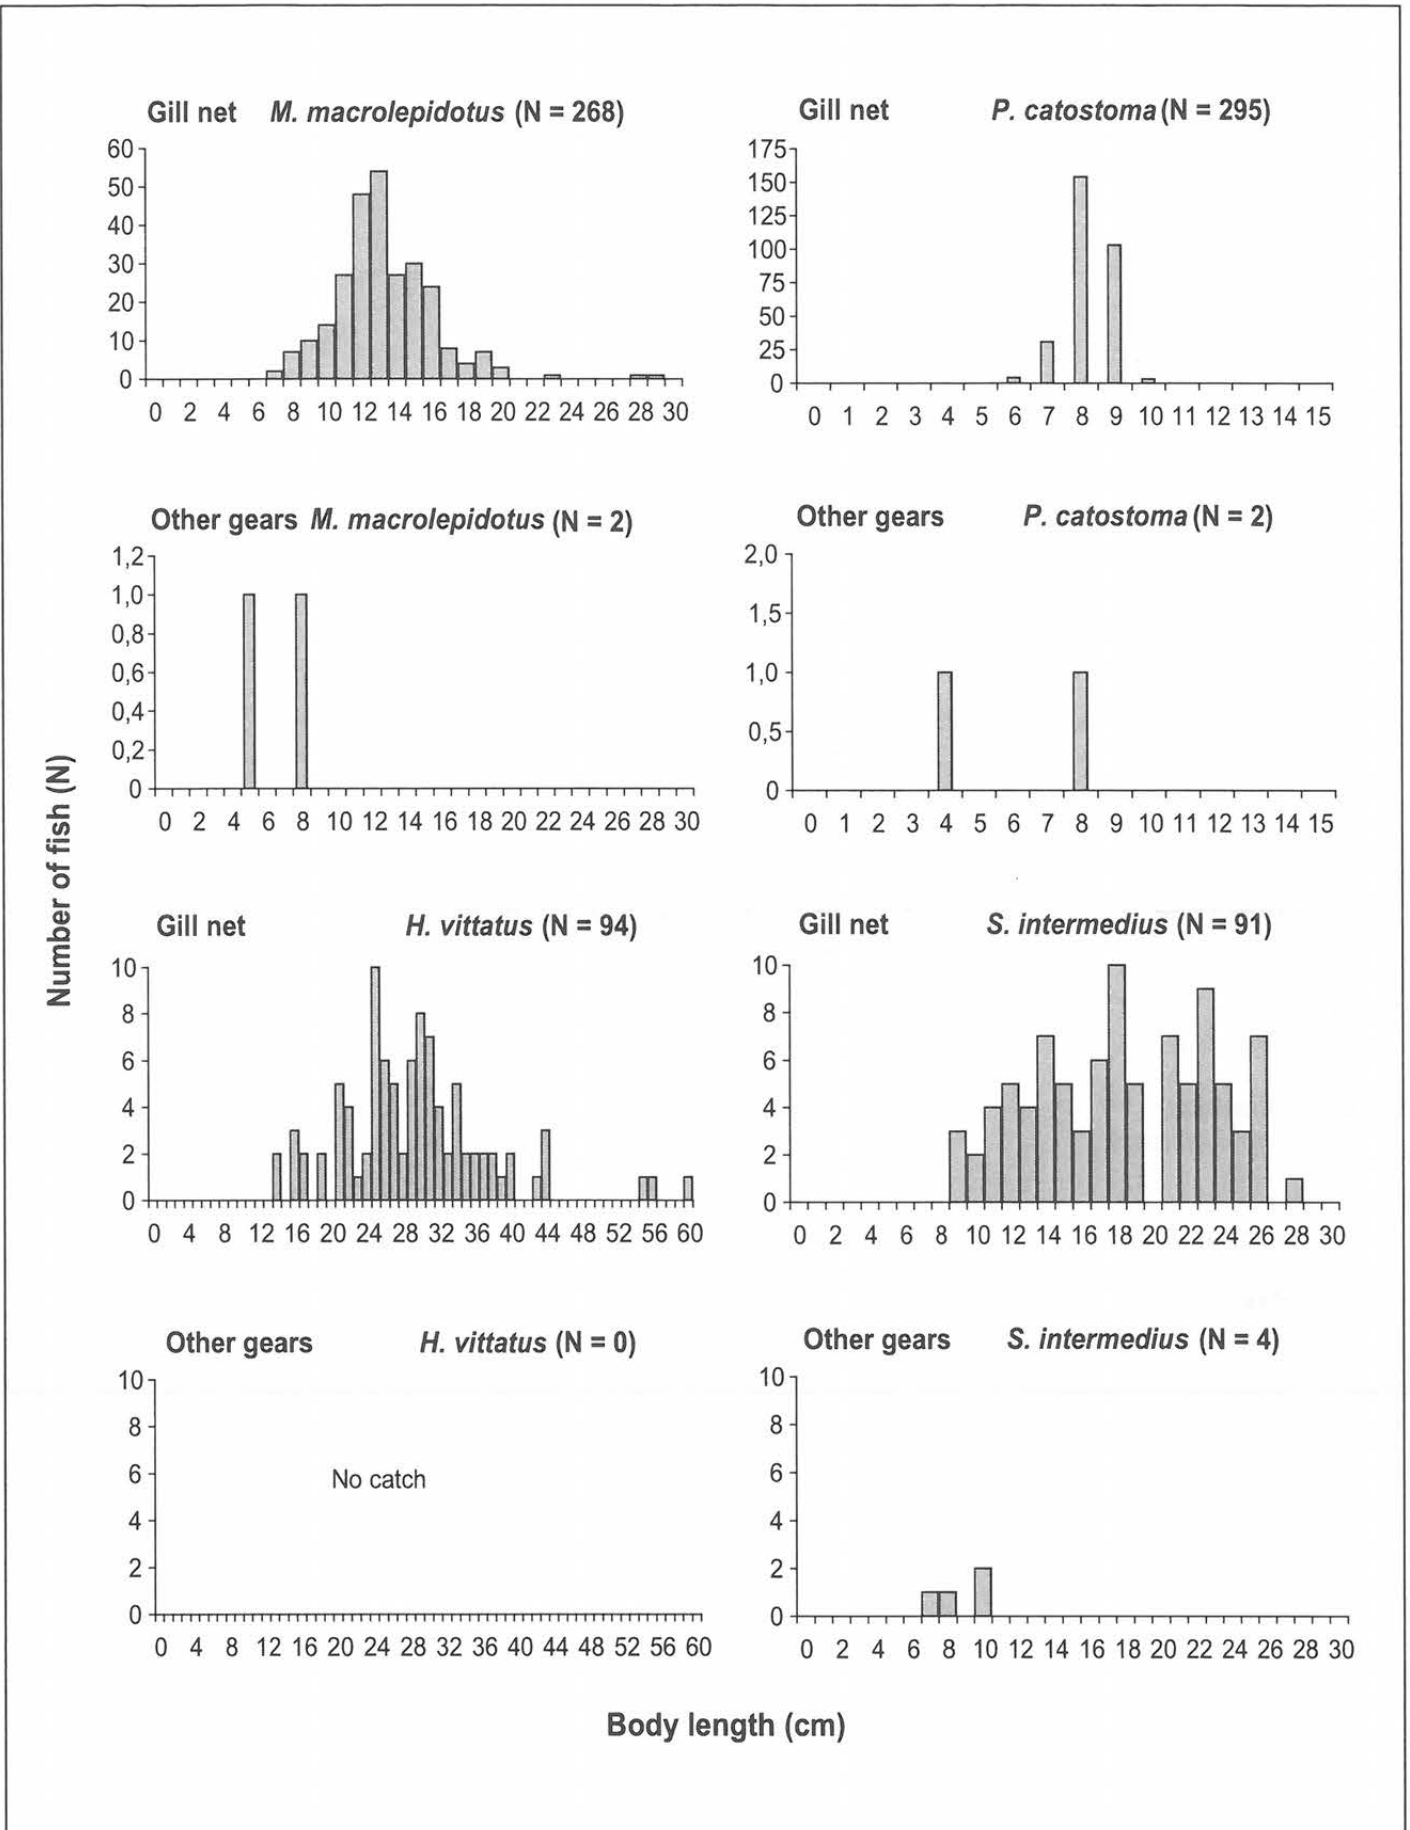 Gill net M. macrolepidotus (N = 268)
60
50
40
30
20
10
0
0 2 4 6 8 10 12 14 16 18 20 22 24 26 28 30
Gill net P. catostoma (N = 295)
175
150
125
100
75
50
25
0
0 1 2 3 4 5 6 7 8 9 10 11 12 13 14 15
Other gears M. macrolepidotus (N = 2)
1,2
1,0
0,8
0,6
0,4
0,2
0
0 2 4 6 8 10 12 14 16 18 20 22 24 26 28 30
Other gears P. catostoma (N = 2)
2,0
1,5
1,0
0,5
0
0 1 2 3 4 5 6 7 8 9 10 11 12 13 14 15
Number of fish (N)
Gill net H. vittatus (N = 94)
10
8
6
4
2
0
0 4 8 12 16 20 24 28 32 36 40 44 48 52 56 60
Gill net S. intermedius (N = 91)
10
8
6
4
2
0
0 2 4 6 8 10 12 14 16 18 20 22 24 26 28 30
Other gears H. vittatus (N = 0)
10
8
6
4
2
0
No catch
0 4 8 12 16 20 24 28 32 36 40 44 48 52 56 60
Other gears S. intermedius (N = 4)
10
8
6
4
2
0
0 2 4 6 8 10 12 14 16 18 20 22 24 26 28 30
Body length (cm)